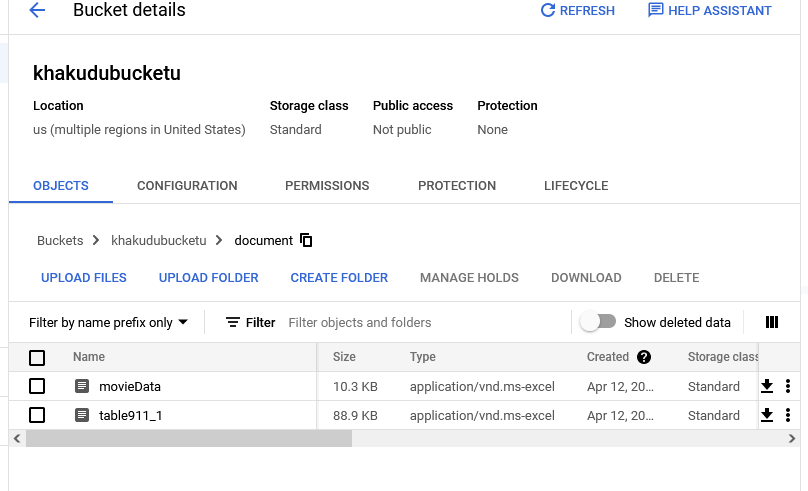 Bucket details REFRESH HELP ASSISTANT
khakudubucketu
Location Storage class Public access Protection
us (multiple regions in United States) Standard Not public None
OBJECTS CONFIGURATION PERMISSIONS PROTECTION LIFECYCLE
Buckets > khakudubucketu > document
UPLOAD FILES UPLOAD FOLDER CREATE FOLDER MANAGE HOLDS DOWNLOAD DELETE
Filter by name prefix only Filter Filter objects and folders Show deleted data
Name Size Type Created Storage class
movieData 10.3 KB application/vnd.ms-excel Apr 12, 20... Standard
table911_1 88.9 KB application/vnd.ms-excel Apr 12, 20... Standard